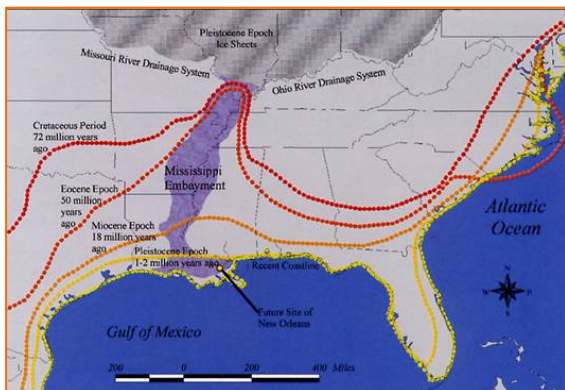 Pleistocene Epoch
Ice Sheets
Missouri River Drainage System
Ohio River Drainage System
Cretaceous Period
72 million years
ago
Mississippi
Embayment
Eocene Epoch
50 million
years
ago
Miocene Epoch
18 million years
ago
Pleistocene Epoch
1-2 million years ago
Recent Coastline
Atlantic
Ocean
N
W
E
S
Future Site of
New Orleans
Gulf of Mexico
200 0 200 400 Miles